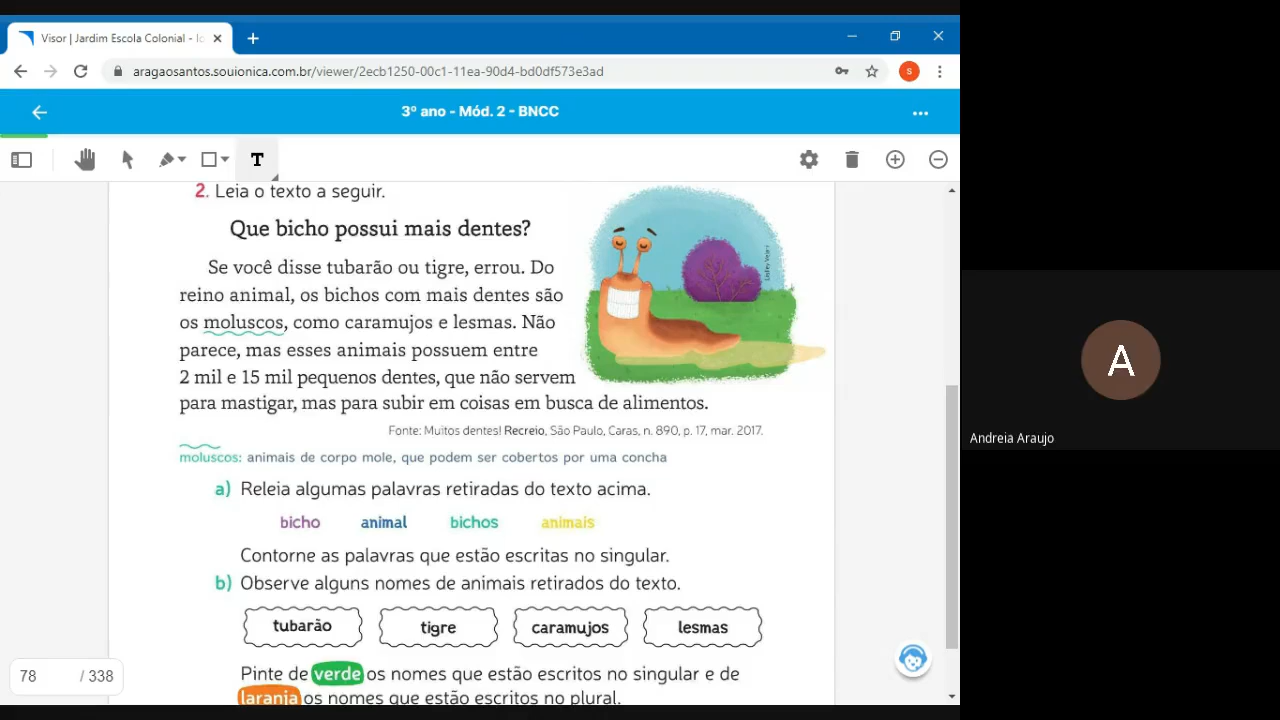 Visor | Jardim Escola Colonial - Io
aragaosantos.souionica.com.br/viewer/2ecb1250-00c1-11ea-90d4-bd0df573e3ad
S
3º ano - Mód. 2 - BNCC
T
2. Leia o texto a seguir.
Que bicho possui mais dentes?
Se você disse tubarão ou tigre, errou. Do
reino animal, os bichos com mais dentes são
os moluscos, como caramujos e lesmas. Não
parece, mas esses animais possuem entre
2 mil e 15 mil pequenos dentes, que não servem
para mastigar, mas para subir em coisas em busca de alimentos.
Fonte: Muitos dentes! Recreio, São Paulo, Caras, n. 890, p. 17, mar. 2017.
moluscos: animais de corpo mole, que podem ser cobertos por uma concha
a) Releia algumas palavras retiradas do texto acima.
bicho animal bichos animais
Contorne as palavras que estão escritas no singular.
b) Observe alguns nomes de animais retirados do texto.
tubarão tigre caramujos lesmas
Pinte de verde os nomes que estão escritos no singular e de
laranja os nomes que estão escritos no plural.
78 / 338
A
Andreia Araujo